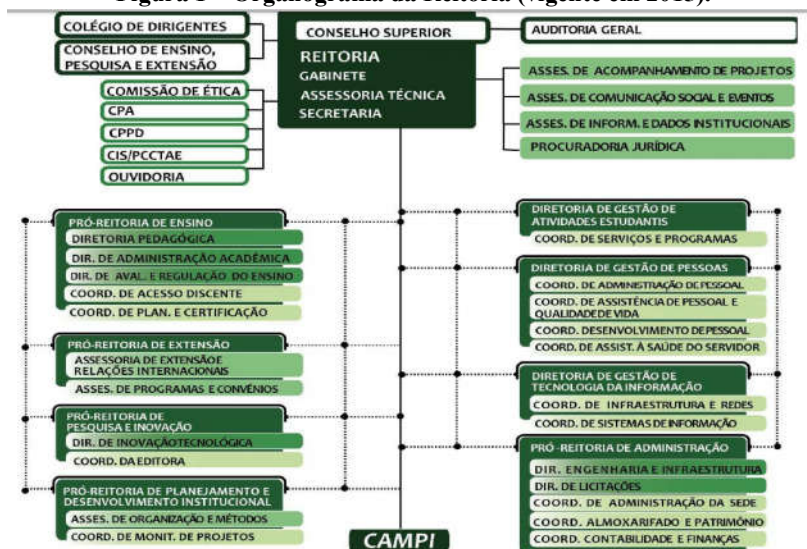 Figura 1 – Organograma da Reitoria (vigente em 2013).
COLÉGIO DE DIRIGENTES
CONSELHO DE ENSINO,
PESQUISA E EXTENSÃO
COMISSÃO DE ÉTICA
CPA
CPPD
CIS/PCCTAE
OUVIDORIA
CONSELHO SUPERIOR
REITORIA
GABINETE
ASSESSORIA TÉCNICA
SECRETARIA
AUDITORIA GERAL
ASSES. DE ACOMPANHAMENTO DE PROJETOS
ASSES. DE COMUNICAÇÃO SOCIAL E EVENTOS
ASSES. DE INFORM. E DADOS INSTITUCIONAIS
PROCURADORIA JURÍDICA
PRÓ-REITORIA DE ENSINO
DIRETORIA PEDAGÓGICA
DIR. DE ADMINISTRAÇÃO ACADÊMICA
DIR. DE AVAL. E REGULAÇÃO DO ENSINO
COORD. DE ACESSO DISCENTE
COORD. DE PLAN. E CERTIFICAÇÃO
PRÓ-REITORIA DE EXTENSÃO
ASSESSORIA DE EXTENSÃO E
RELAÇÕES INTERNACIONAIS
ASSES. DE PROGRAMAS E CONVÊNIOS
PRÓ-REITORIA DE
PESQUISA E INOVAÇÃO
DIR. DE INOVAÇÃO TECNOLÓGICA
COORD. DA EDITORA
PRÓ-REITORIA DE PLANEJAMENTO E
DESENVOLVIMENTO INSTITUCIONAL
ASSES. DE ORGANIZAÇÃO E MÉTODOS
COORD. DE MONIT. DE PROJETOS
DIRETORIA DE GESTÃO DE
ATIVIDADES ESTUDANTIS
COORD. DE SERVIÇOS E PROGRAMAS
DIRETORIA DE GESTÃO DE PESSOAS
COORD. DE ADMINISTRAÇÃO DE PESSOAL
COORD. DE ASSISTÊNCIA DE PESSOAL E
QUALIDADE DE VIDA
COORD. DESENVOLVIMENTO DE PESSOAL
COORD. DE ASSIST. À SAÚDE DO SERVIDOR
DIRETORIA DE GESTÃO DE
TECNOLOGIA DA INFORMAÇÃO
COORD. DE INFRAESTRUTURA E REDES
COORD. DE SISTEMAS DE INFORMAÇÃO
PRÓ-REITORIA DE ADMINISTRAÇÃO
DIR. ENGENHARIA E INFRAESTRUTURA
DIR. DE LICITAÇÕES
COORD. DE ADMINISTRAÇÃO DA SEDE
COORD. ALMOXARIFADO E PATRIMÔNIO
COORD. CONTABILIDADE E FINANÇAS
CAMPI